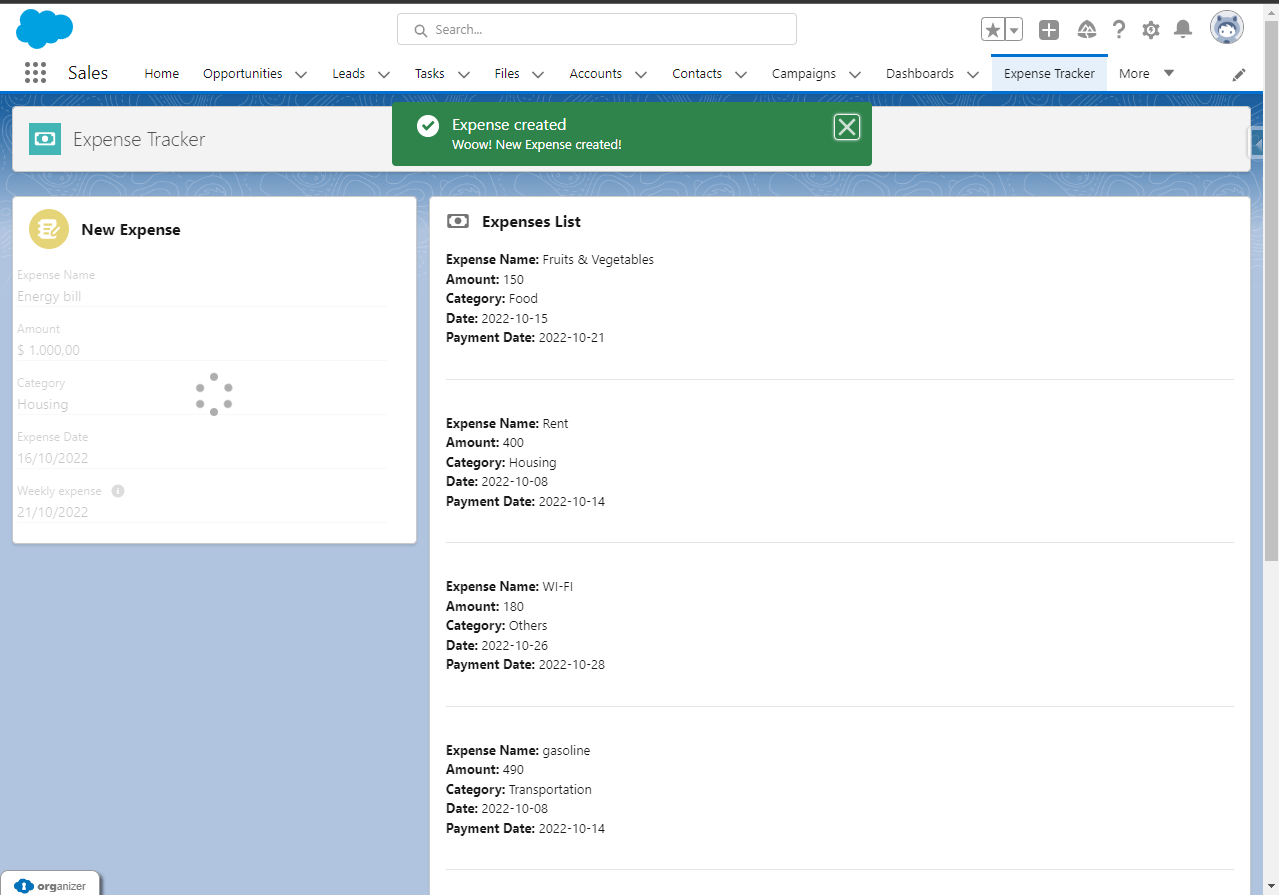 Search...
Sales
Home
Opportunities
Leads
Tasks
Files
Accounts
Contacts
Campaigns
Dashboards
Expense Tracker
More
Expense Tracker
Expense created
Woow! New Expense created!
New Expense
Expense Name
Energy bill
Amount
$ 1.000,00
Category
Housing
Expense Date
16/10/2022
Weekly expense
21/10/2022
Expenses List
Expense Name: Fruits & Vegetables
Amount: 150
Category: Food
Date: 2022-10-15
Payment Date: 2022-10-21
Expense Name: Rent
Amount: 400
Category: Housing
Date: 2022-10-08
Payment Date: 2022-10-14
Expense Name: WI-FI
Amount: 180
Category: Others
Date: 2022-10-26
Payment Date: 2022-10-28
Expense Name: gasoline
Amount: 490
Category: Transportation
Date: 2022-10-08
Payment Date: 2022-10-14
organizer